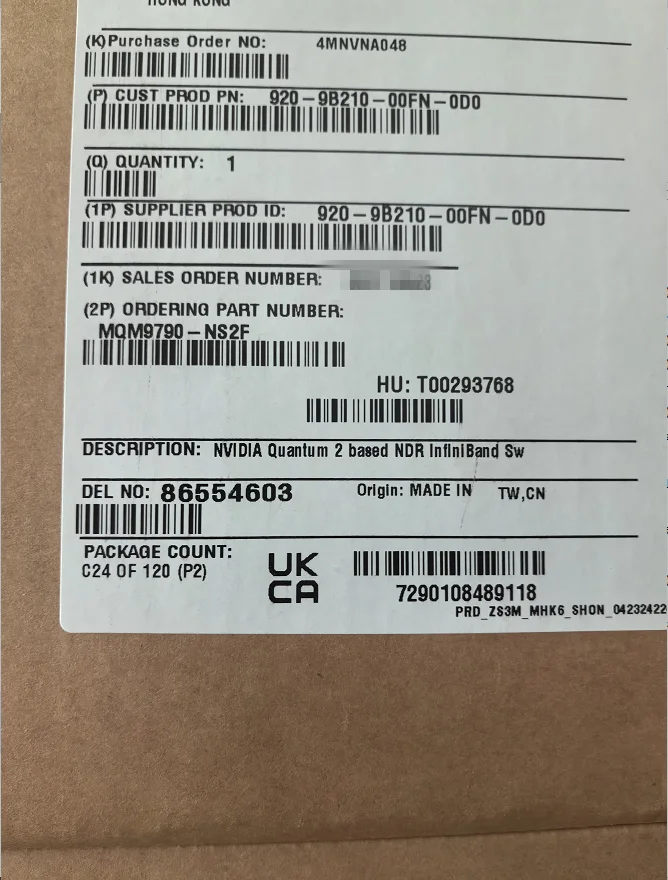 HONG KONG
(K)Purchase Order NO: 4MNVNA048
(P) CUST PROD PN: 920-9B210-00FN-0D0
(Q) QUANTITY: 1
(1P) SUPPLIER PROD ID: 920-9B210-00FN-0D0
(1K) SALES ORDER NUMBER:
(2P) ORDERING PART NUMBER:
MQM9790-NS2F
HU: T00293768
DESCRIPTION: NVIDIA Quantum 2 based NDR InfiniBand Sw
DEL NO: 86554603 Origin: MADE IN TW,CN
PACKAGE COUNT:
C24 OF 120 (P2)
UK
CA
7290108489118
PRD_ZS3M_MHK6_SHON_04232422